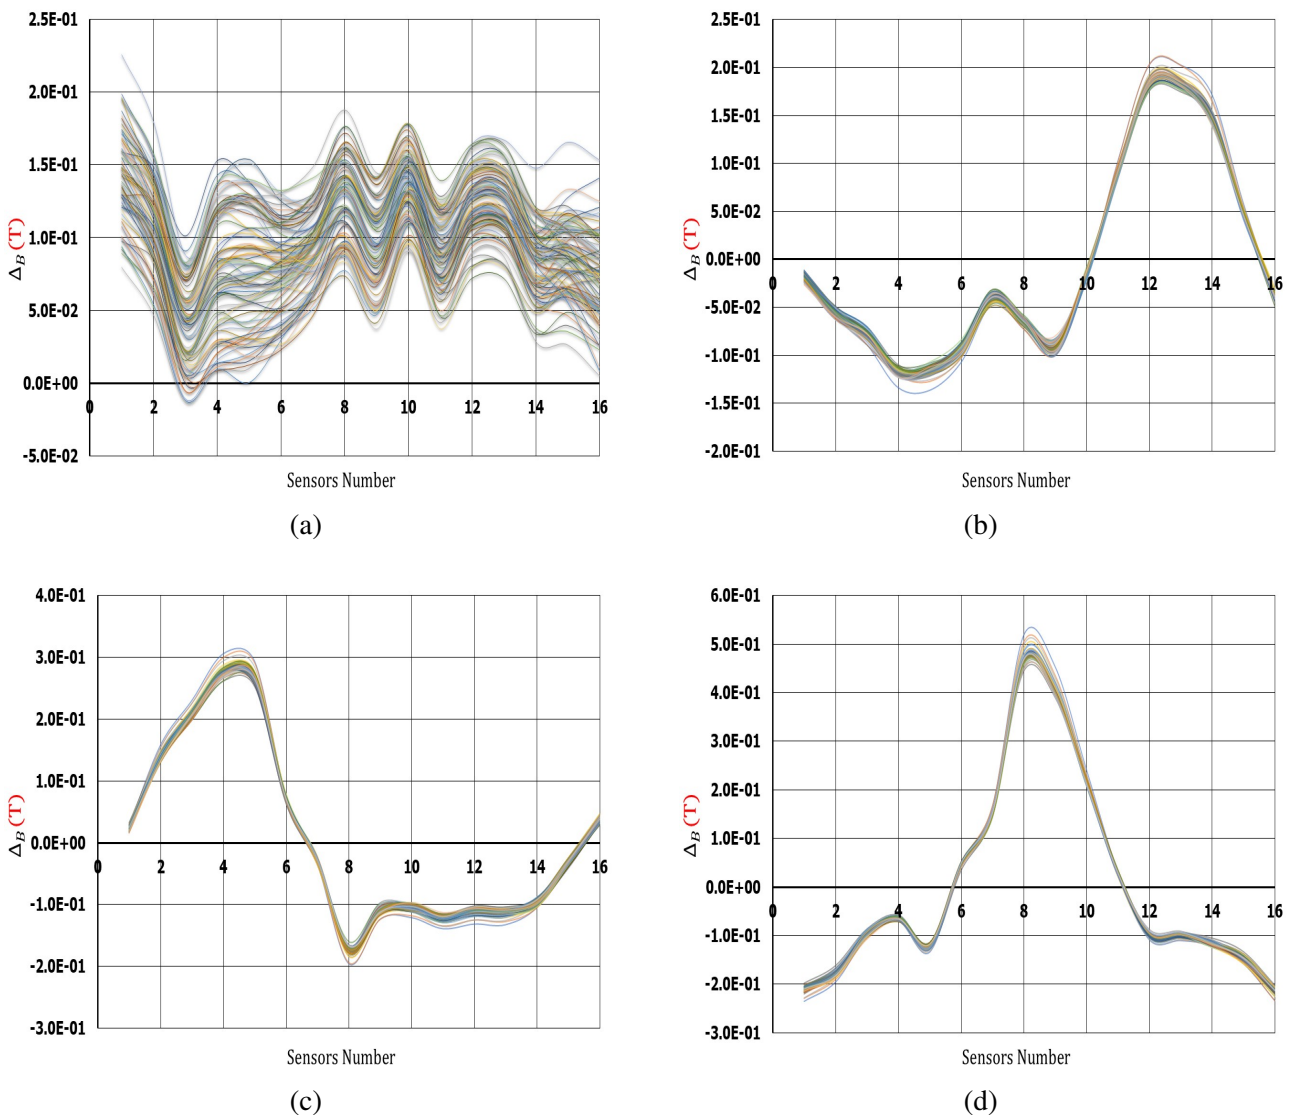 2.5E-01
2.0E-01
1.5E-01
1.0E-01
5.0E-02
0.0E+00
-5.0E-02
0 2 4 6 8 10 12 14 16
Δ_B (T)
Sensors Number
(a)
2.5E-01
2.0E-01
1.5E-01
1.0E-01
5.0E-02
0.0E+00
-5.0E-02
-1.0E-01
-1.5E-01
-2.0E-01
0 2 4 6 8 10 12 14 16
Δ_B (T)
Sensors Number
(b)
4.0E-01
3.0E-01
2.0E-01
1.0E-01
0.0E+00
-1.0E-01
-2.0E-01
-3.0E-01
0 2 4 6 8 10 12 14 16
Δ_B (T)
Sensors Number
(c)
6.0E-01
5.0E-01
4.0E-01
3.0E-01
2.0E-01
1.0E-01
0.0E+00
-1.0E-01
-2.0E-01
-3.0E-01
0 2 4 6 8 10 12 14 16
Δ_B (T)
Sensors Number
(d)